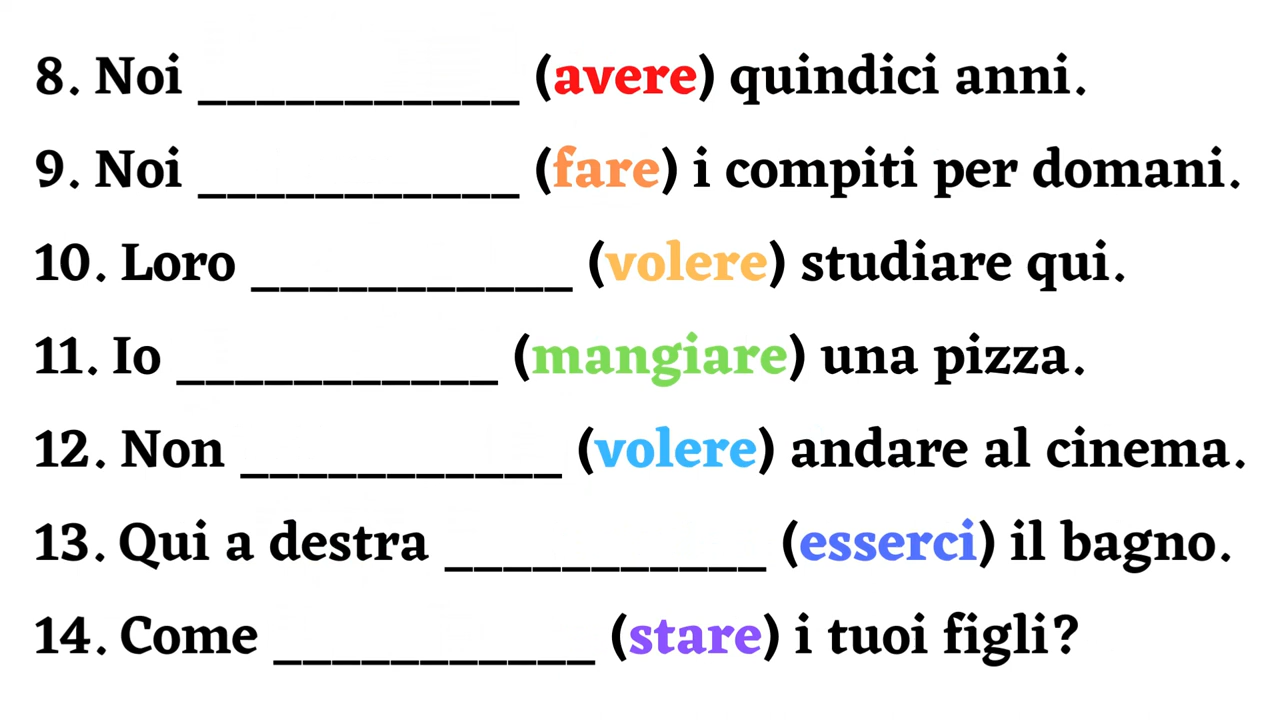 8. Noi ___________ (avere) quindici anni.
9. Noi ___________ (fare) i compiti per domani.
10. Loro ___________ (volere) studiare qui.
11. Io ___________ (mangiare) una pizza.
12. Non ___________ (volere) andare al cinema.
13. Qui a destra ___________ (esserci) il bagno.
14. Come ___________ (stare) i tuoi figli?